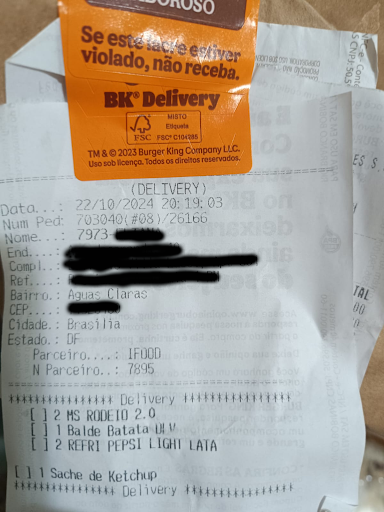 Se este lacre estiver
violado, não receba.
BK® Delivery
FSC
MISTO
Etiqueta
FSC® C104285
TM & © 2023 Burger King Company LLC.
Uso sob licença. Todos os direitos reservados.
(DELIVERY)
Data...: 22/10/2024 20:19:03
Num Ped: 703040(#08)/26166
Nome...: 7973-
End....:
Compl..:
Ref....:
Bairro.: Aguas Claras
CEP....:
Cidade.: Brasilia
Estado.: DF
Parceiro....: IFOOD
N Parceiro..: 7895
**************** Delivery ****************
[ ] 2 MS RODEIO 2.0
[ ] 1 Balde Batata DLV
[ ] 2 REFRI PEPSI LIGHT LATA
[ ] 1 Sache de Ketchup
**************** Delivery ****************